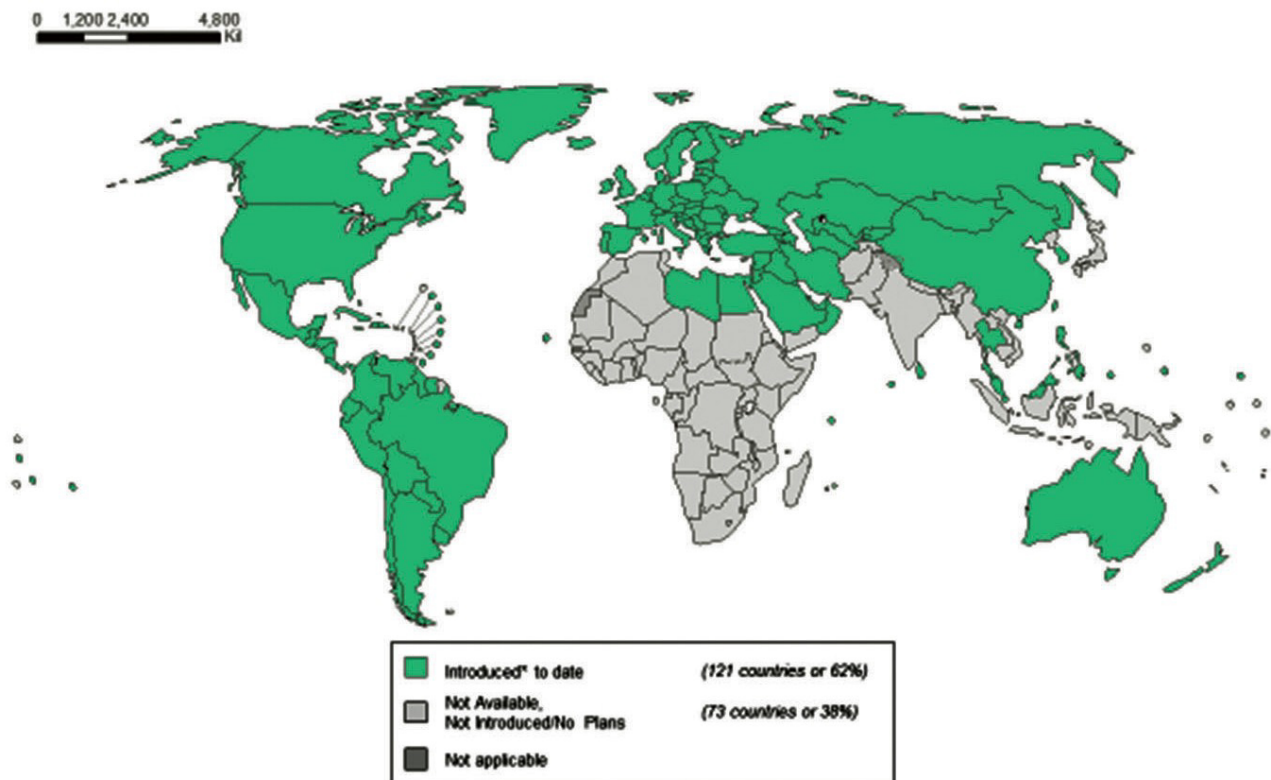 0 1,200 2,400 4,800
Kil
Introduced* to date (121 countries or 62%)
Not Available,
Not Introduced/No Plans (73 countries or 38%)
Not applicable